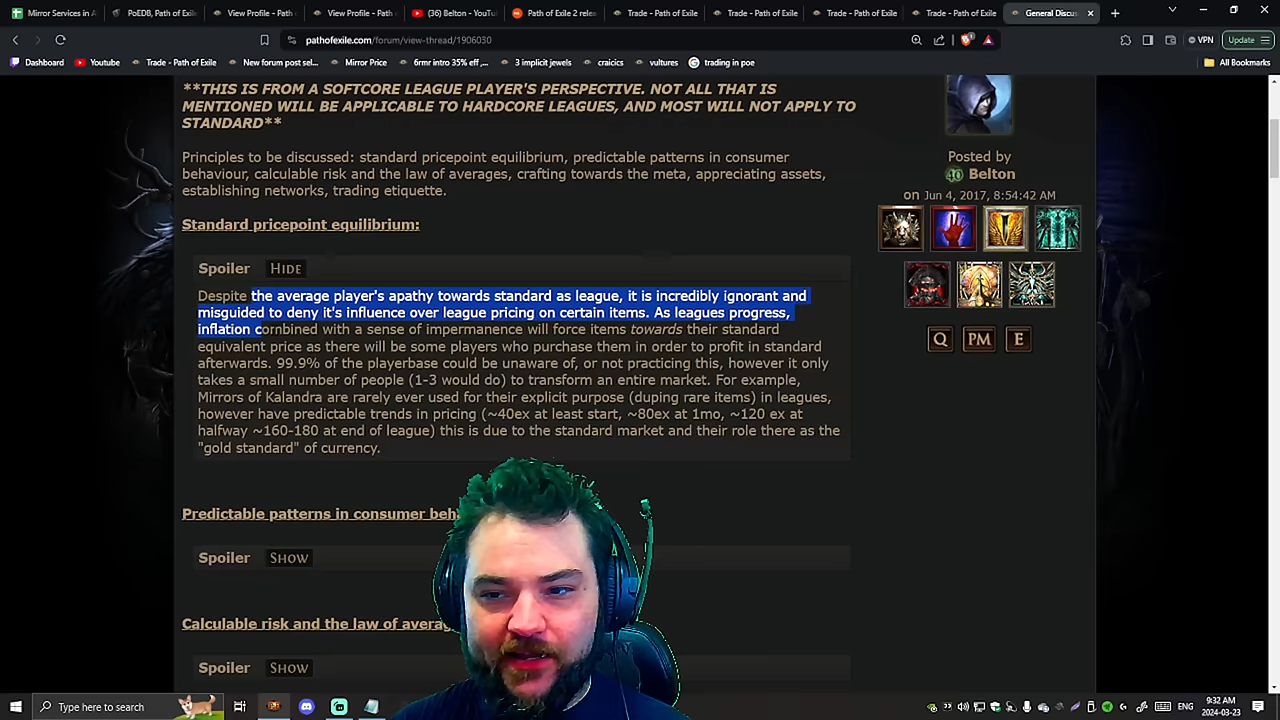 Mirror Services in A
PoEDB, Path of Exil
View Profile - Path
View Profile - Path
(36) Belton - YouTu
Path of Exile 2 rele
Trade - Path of Exile
Trade - Path of Exile
Trade - Path of Exile
Trade - Path of Exile
General Discus
pathofexile.com/forum/view-thread/1906030
VPN
Update
Dashboard
Youtube
Trade - Path of Exile
New forum post sel...
Mirror Price
6rmr intro 35% eff ,...
3 implicit jewels
craicics
vultures
trading in poe
All Bookmarks
**THIS IS FROM A SOFTCORE LEAGUE PLAYER'S PERSPECTIVE. NOT ALL THAT IS
MENTIONED WILL BE APPLICABLE TO HARDCORE LEAGUES, AND MOST WILL NOT APPLY TO
STANDARD**
Principles to be discussed: standard pricepoint equilibrium, predictable patterns in consumer
behaviour, calculable risk and the law of averages, crafting towards the meta, appreciating assets,
establishing networks, trading etiquette.
Standard pricepoint equilibrium:
Spoiler HIDE
Despite the average player's apathy towards standard as league, it is incredibly ignorant and
misguided to deny it's influence over league pricing on certain items. As leagues progress,
inflation combined with a sense of impermanence will force items towards their standard
equivalent price as there will be some players who purchase them in order to profit in standard
afterwards. 99.9% of the playerbase could be unaware of, or not practicing this, however it only
takes a small number of people (1-3 would do) to transform an entire market. For example,
Mirrors of Kalandra are rarely ever used for their explicit purpose (duping rare items) in leagues,
however have predictable trends in pricing (~40ex at least start, ~80ex at 1mo, ~120 ex at
halfway ~160-180 at end of league) this is due to the standard market and their role there as the
"gold standard" of currency.
Predictable patterns in consumer beh
Spoiler SHOW
Calculable risk and the law of averag
Spoiler SHOW
Posted by
40 Belton
on Jun 4, 2017, 8:54:42 AM
Q PM E
Type here to search
ENG
9:32 AM
2024-03-23